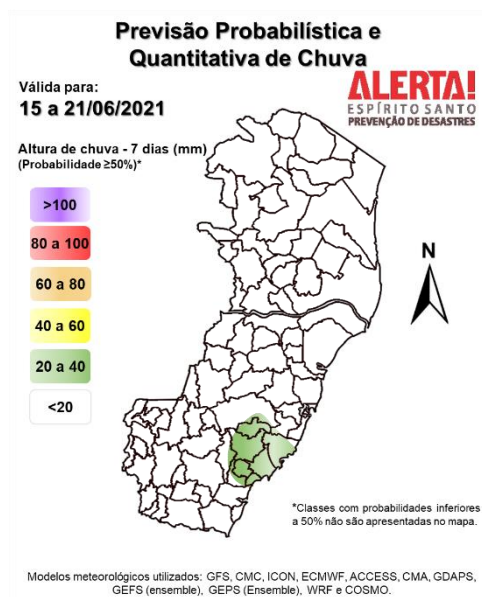 Previsão Probabilística e
Quantitativa de Chuva
Válida para:
15 a 21/06/2021
ALERTA!
ESPÍRITO SANTO
PREVENÇÃO DE DESASTRES
Altura de chuva - 7 dias (mm)
(Probabilidade ≥50%)*
>100
80 a 100
60 a 80
40 a 60
20 a 40
<20
N
*Classes com probabilidades inferiores
a 50% não são apresentadas no mapa.
Modelos meteorológicos utilizados: GFS, CMC, ICON, ECMWF, ACCESS, CMA, GDAPS,
GEFS (ensemble), GEPS (Ensemble), WRF e COSMO.